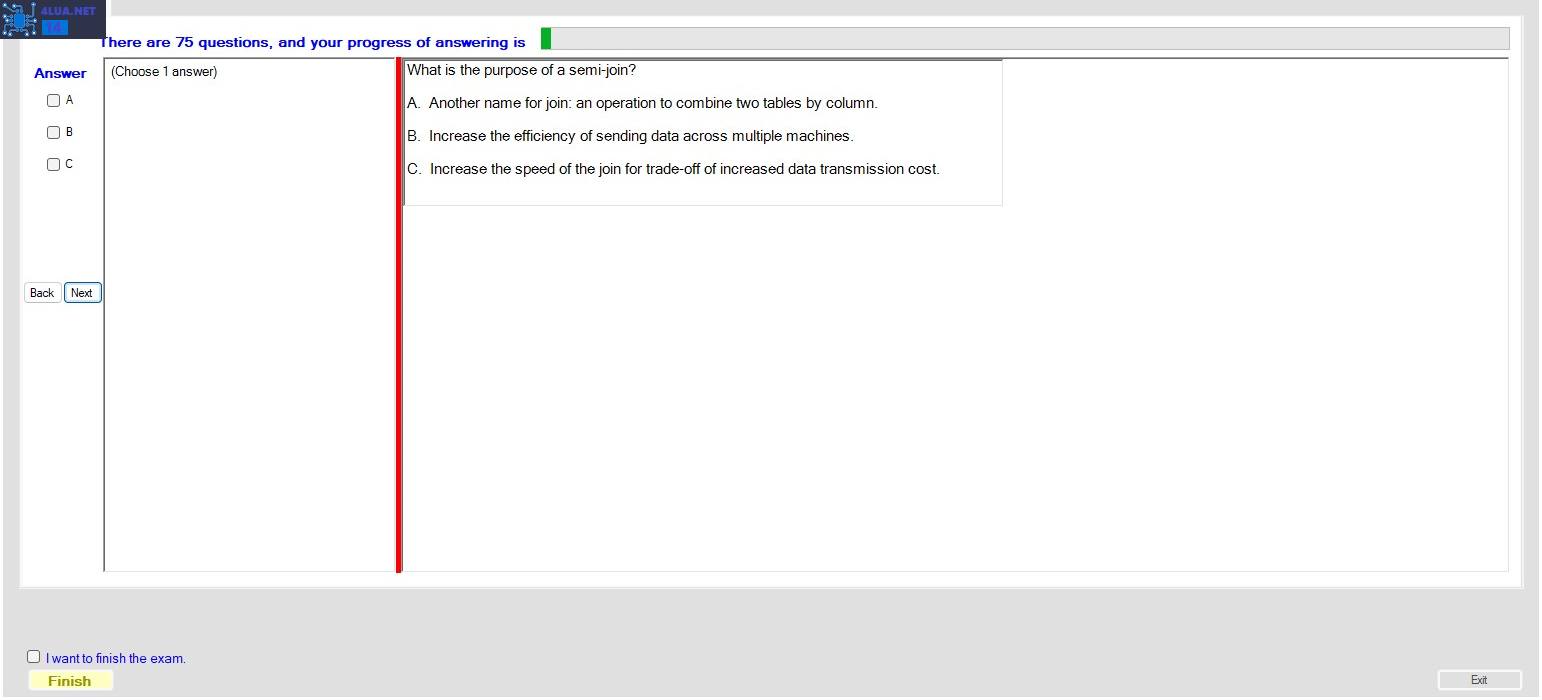 4LUA.NET
14
There are 75 questions, and your progress of answering is
Answer
(Choose 1 answer)
A
B
C
What is the purpose of a semi-join?
A. Another name for join: an operation to combine two tables by column.
B. Increase the efficiency of sending data across multiple machines.
C. Increase the speed of the join for trade-off of increased data transmission cost.
Back Next
I want to finish the exam.
Finish
Exit